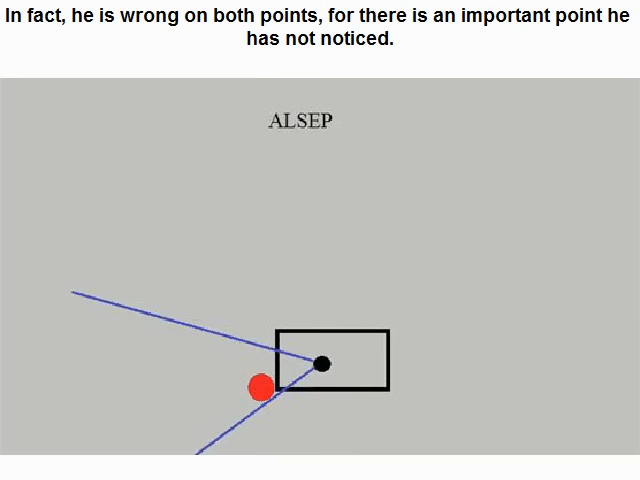 In fact, he is wrong on both points, for there is an important point he
has not noticed.
ALSEP